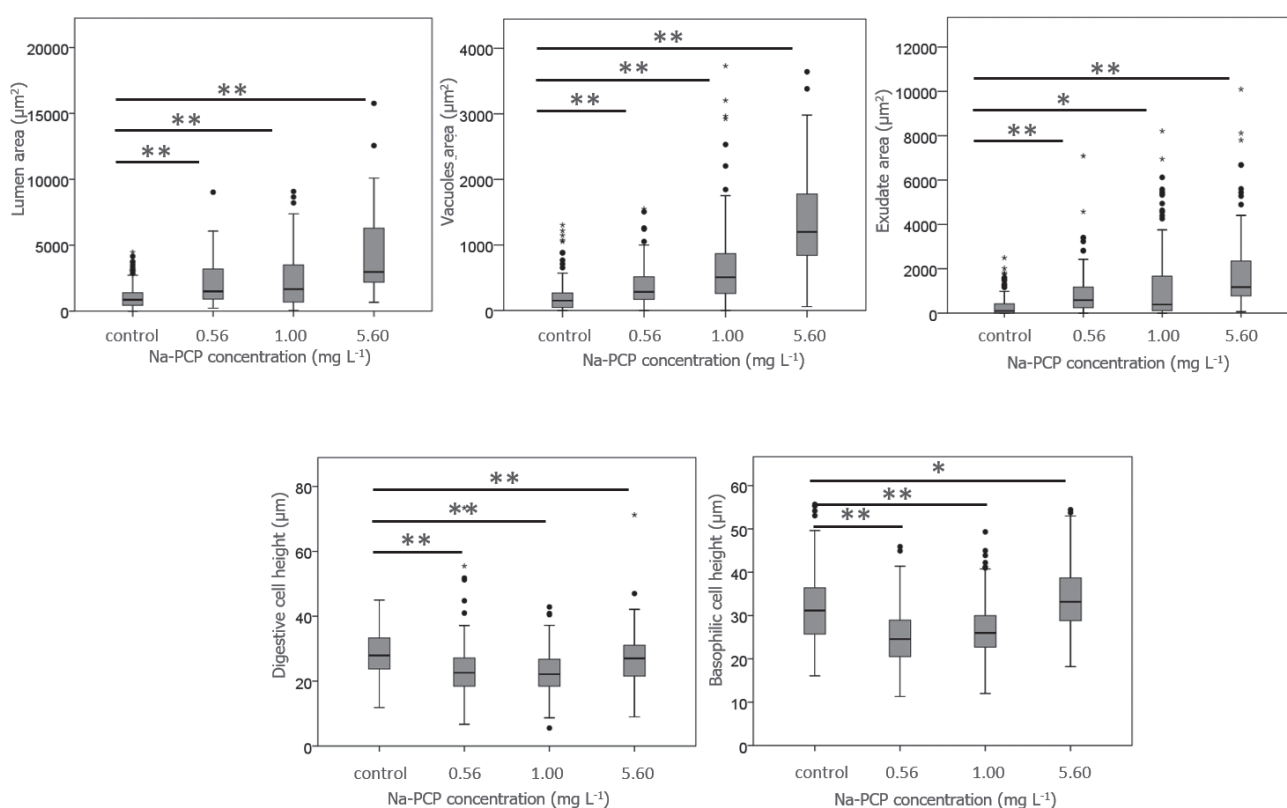 Lumen area (µm²)
20000
15000
10000
5000
0
**
**
**
control 0.56 1.00 5.60
Na-PCP concentration (mg L⁻¹)
Vacuoles area (µm²)
4000
3000
2000
1000
0
**
**
**
control 0.56 1.00 5.60
Na-PCP concentration (mg L⁻¹)
Exudate area (µm²)
12000
10000
8000
6000
4000
2000
0
**
*
**
control 0.56 1.00 5.60
Na-PCP concentration (mg L⁻¹)
Digestive cell height (µm)
80
60
40
20
0
**
**
**
control 0.56 1.00 5.60
Na-PCP concentration (mg L⁻¹)
Basophilic cell height (µm)
60
50
40
30
20
10
0
*
**
**
control 0.56 1.00 5.60
Na-PCP concentration (mg L⁻¹)